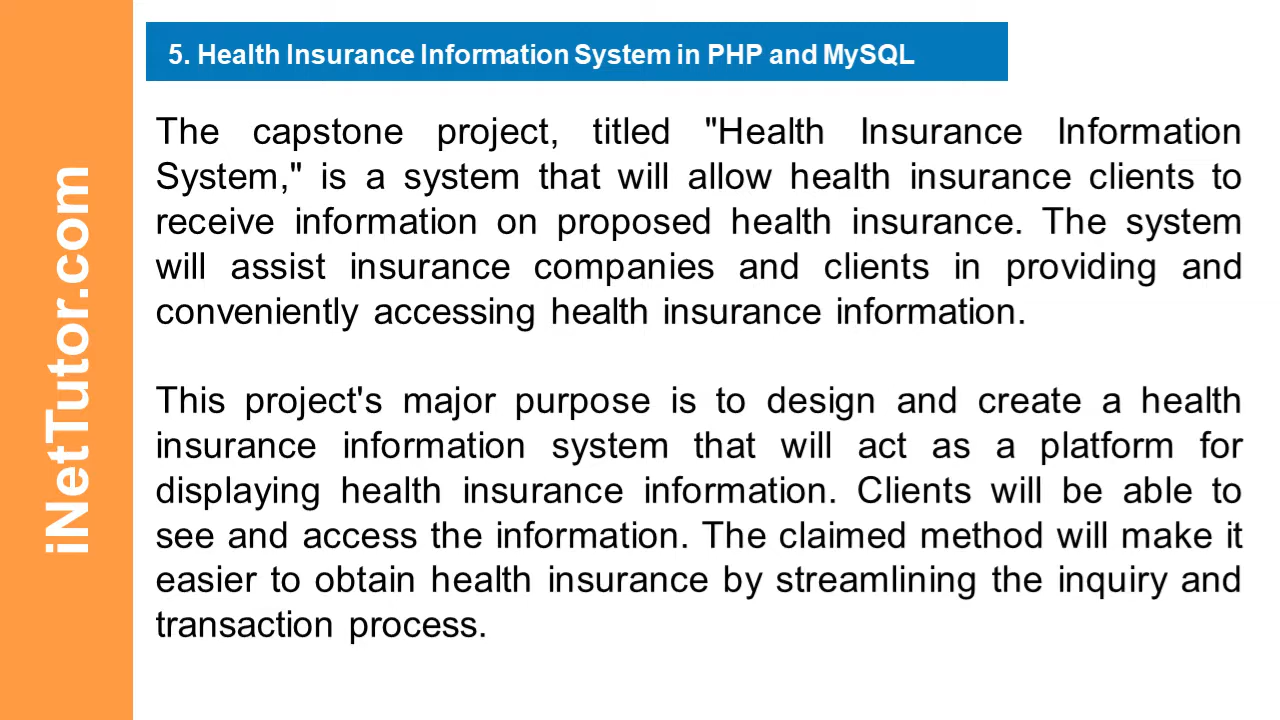 5. Health Insurance Information System in PHP and MySQL
The capstone project, titled "Health Insurance Information
System," is a system that will allow health insurance clients to
receive information on proposed health insurance. The system
will assist insurance companies and clients in providing and
conveniently accessing health insurance information.
This project's major purpose is to design and create a health
insurance information system that will act as a platform for
displaying health insurance information. Clients will be able to
see and access the information. The claimed method will make it
easier to obtain health insurance by streamlining the inquiry and
transaction process.
iNetTutor.com